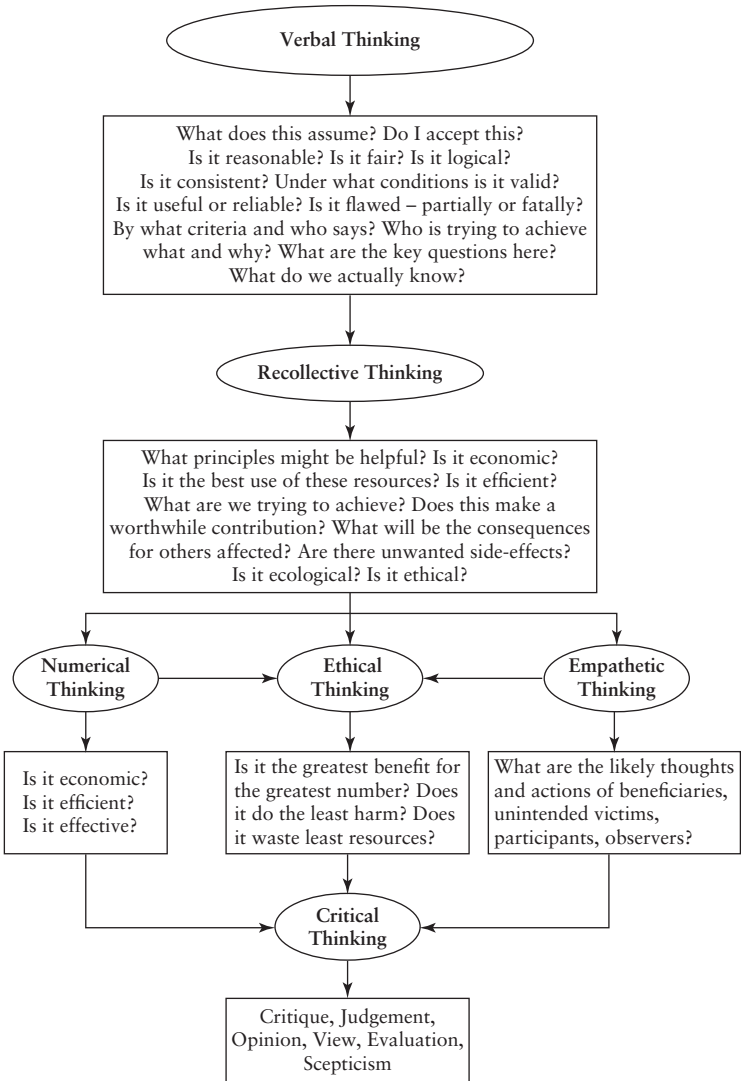 Verbal Thinking
What does this assume? Do I accept this?
Is it reasonable? Is it fair? Is it logical?
Is it consistent? Under what conditions is it valid?
Is it useful or reliable? Is it flawed – partially or fatally?
By what criteria and who says? Who is trying to achieve
what and why? What are the key questions here?
What do we actually know?
Recollective Thinking
What principles might be helpful? Is it economic?
Is it the best use of these resources? Is it efficient?
What are we trying to achieve? Does this make a
worthwhile contribution? What will be the consequences
for others affected? Are there unwanted side-effects?
Is it ecological? Is it ethical?
Numerical
Thinking
Ethical
Thinking
Empathetic
Thinking
Is it economic?
Is it efficient?
Is it effective?
Is it the greatest benefit for
the greatest number? Does
it do the least harm? Does
it waste least resources?
What are the likely thoughts
and actions of beneficiaries,
unintended victims,
participants, observers?
Critical
Thinking
Critique, Judgement,
Opinion, View, Evaluation,
Scepticism